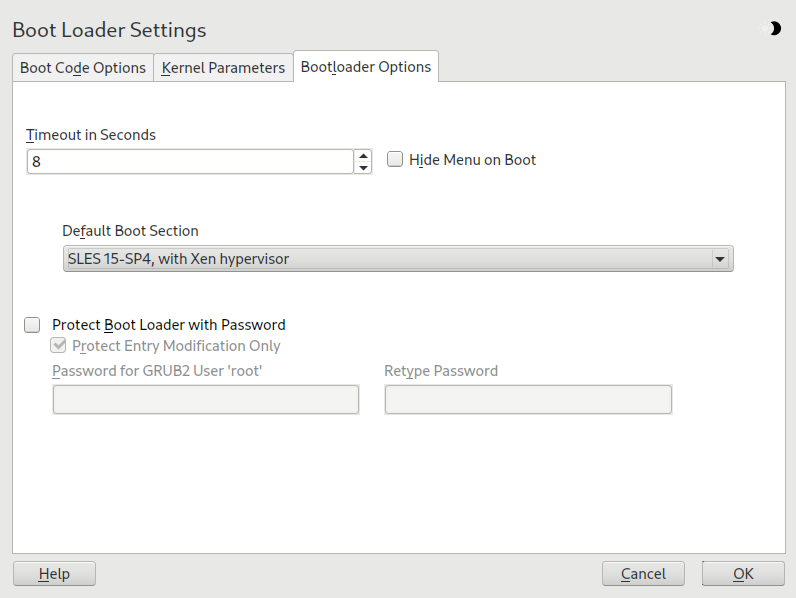 Boot Loader Settings
Boot Code Options Kernel Parameters Bootloader Options
Timeout in Seconds
8 Hide Menu on Boot
Default Boot Section
SLES 15-SP4, with Xen hypervisor
Protect Boot Loader with Password
Protect Entry Modification Only
Password for GRUB2 User 'root' Retype Password
Help Cancel OK